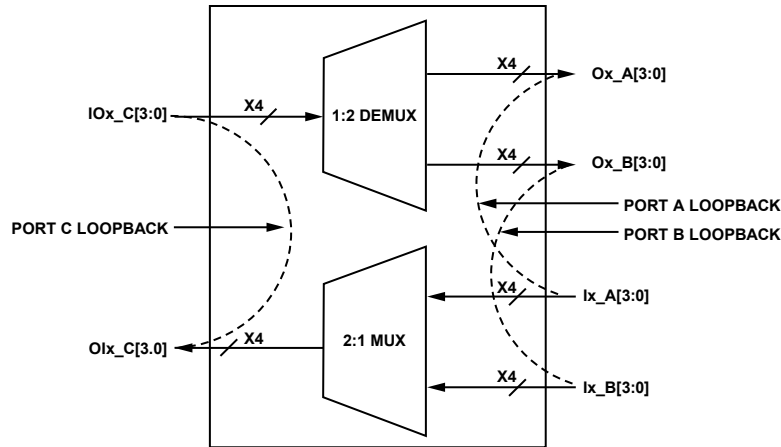 X4
Ox_A[3:0]
IOx_C[3:0]
X4
1:2 DEMUX
X4
Ox_B[3:0]
PORT A LOOPBACK
PORT C LOOPBACK
PORT B LOOPBACK
X4
Ix_A[3:0]
OIx_C[3.0]
X4
2:1 MUX
X4
Ix_B[3:0]